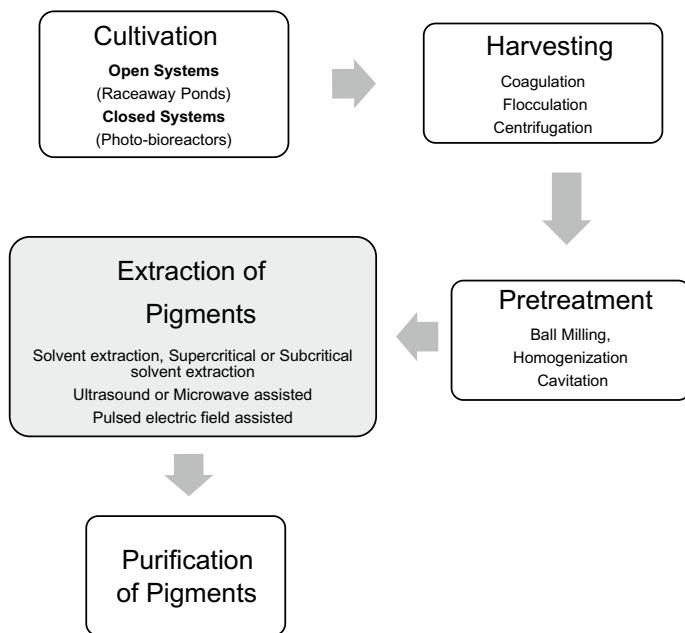 Cultivation
Open Systems
(Raceaway Ponds)
Closed Systems
(Photo-bioreactors)
Harvesting
Coagulation
Flocculation
Centrifugation
Pretreatment
Ball Milling,
Homogenization
Cavitation
Extraction of
Pigments
Solvent extraction, Supercritical or Subcritical
solvent extraction
Ultrasound or Microwave assisted
Pulsed electric field assisted
Purification
of Pigments